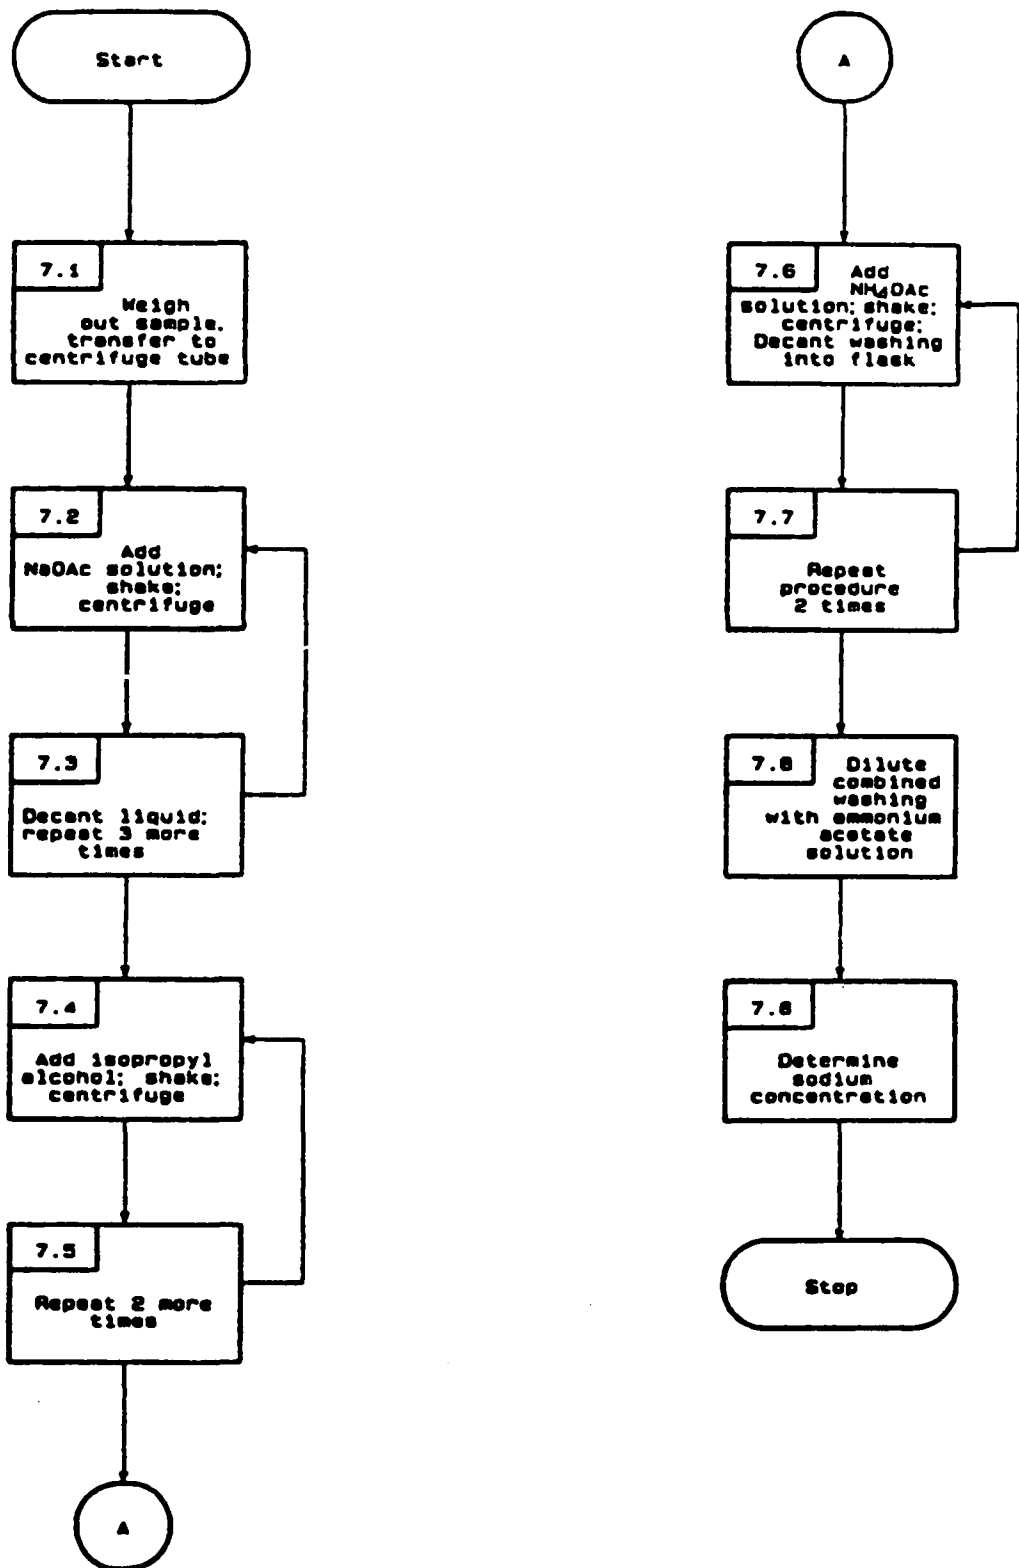 Start
7.1
Weigh
out sample,
transfer to
centrifuge tube
7.2
Add
NaOAc solution;
shake;
centrifuge
7.3
Decant liquid;
repeat 3 more
times
7.4
Add isopropyl
alcohol; shake;
centrifuge
7.5
Repeat 2 more
times
A
A
7.6
Add
NH4OAc
solution; shake;
centrifuge;
Decant washing
into flask
7.7
Repeat
procedure
2 times
7.8
Dilute
combined
washing
with ammonium
acetate
solution
7.8
Determine
sodium
concentration
Stop